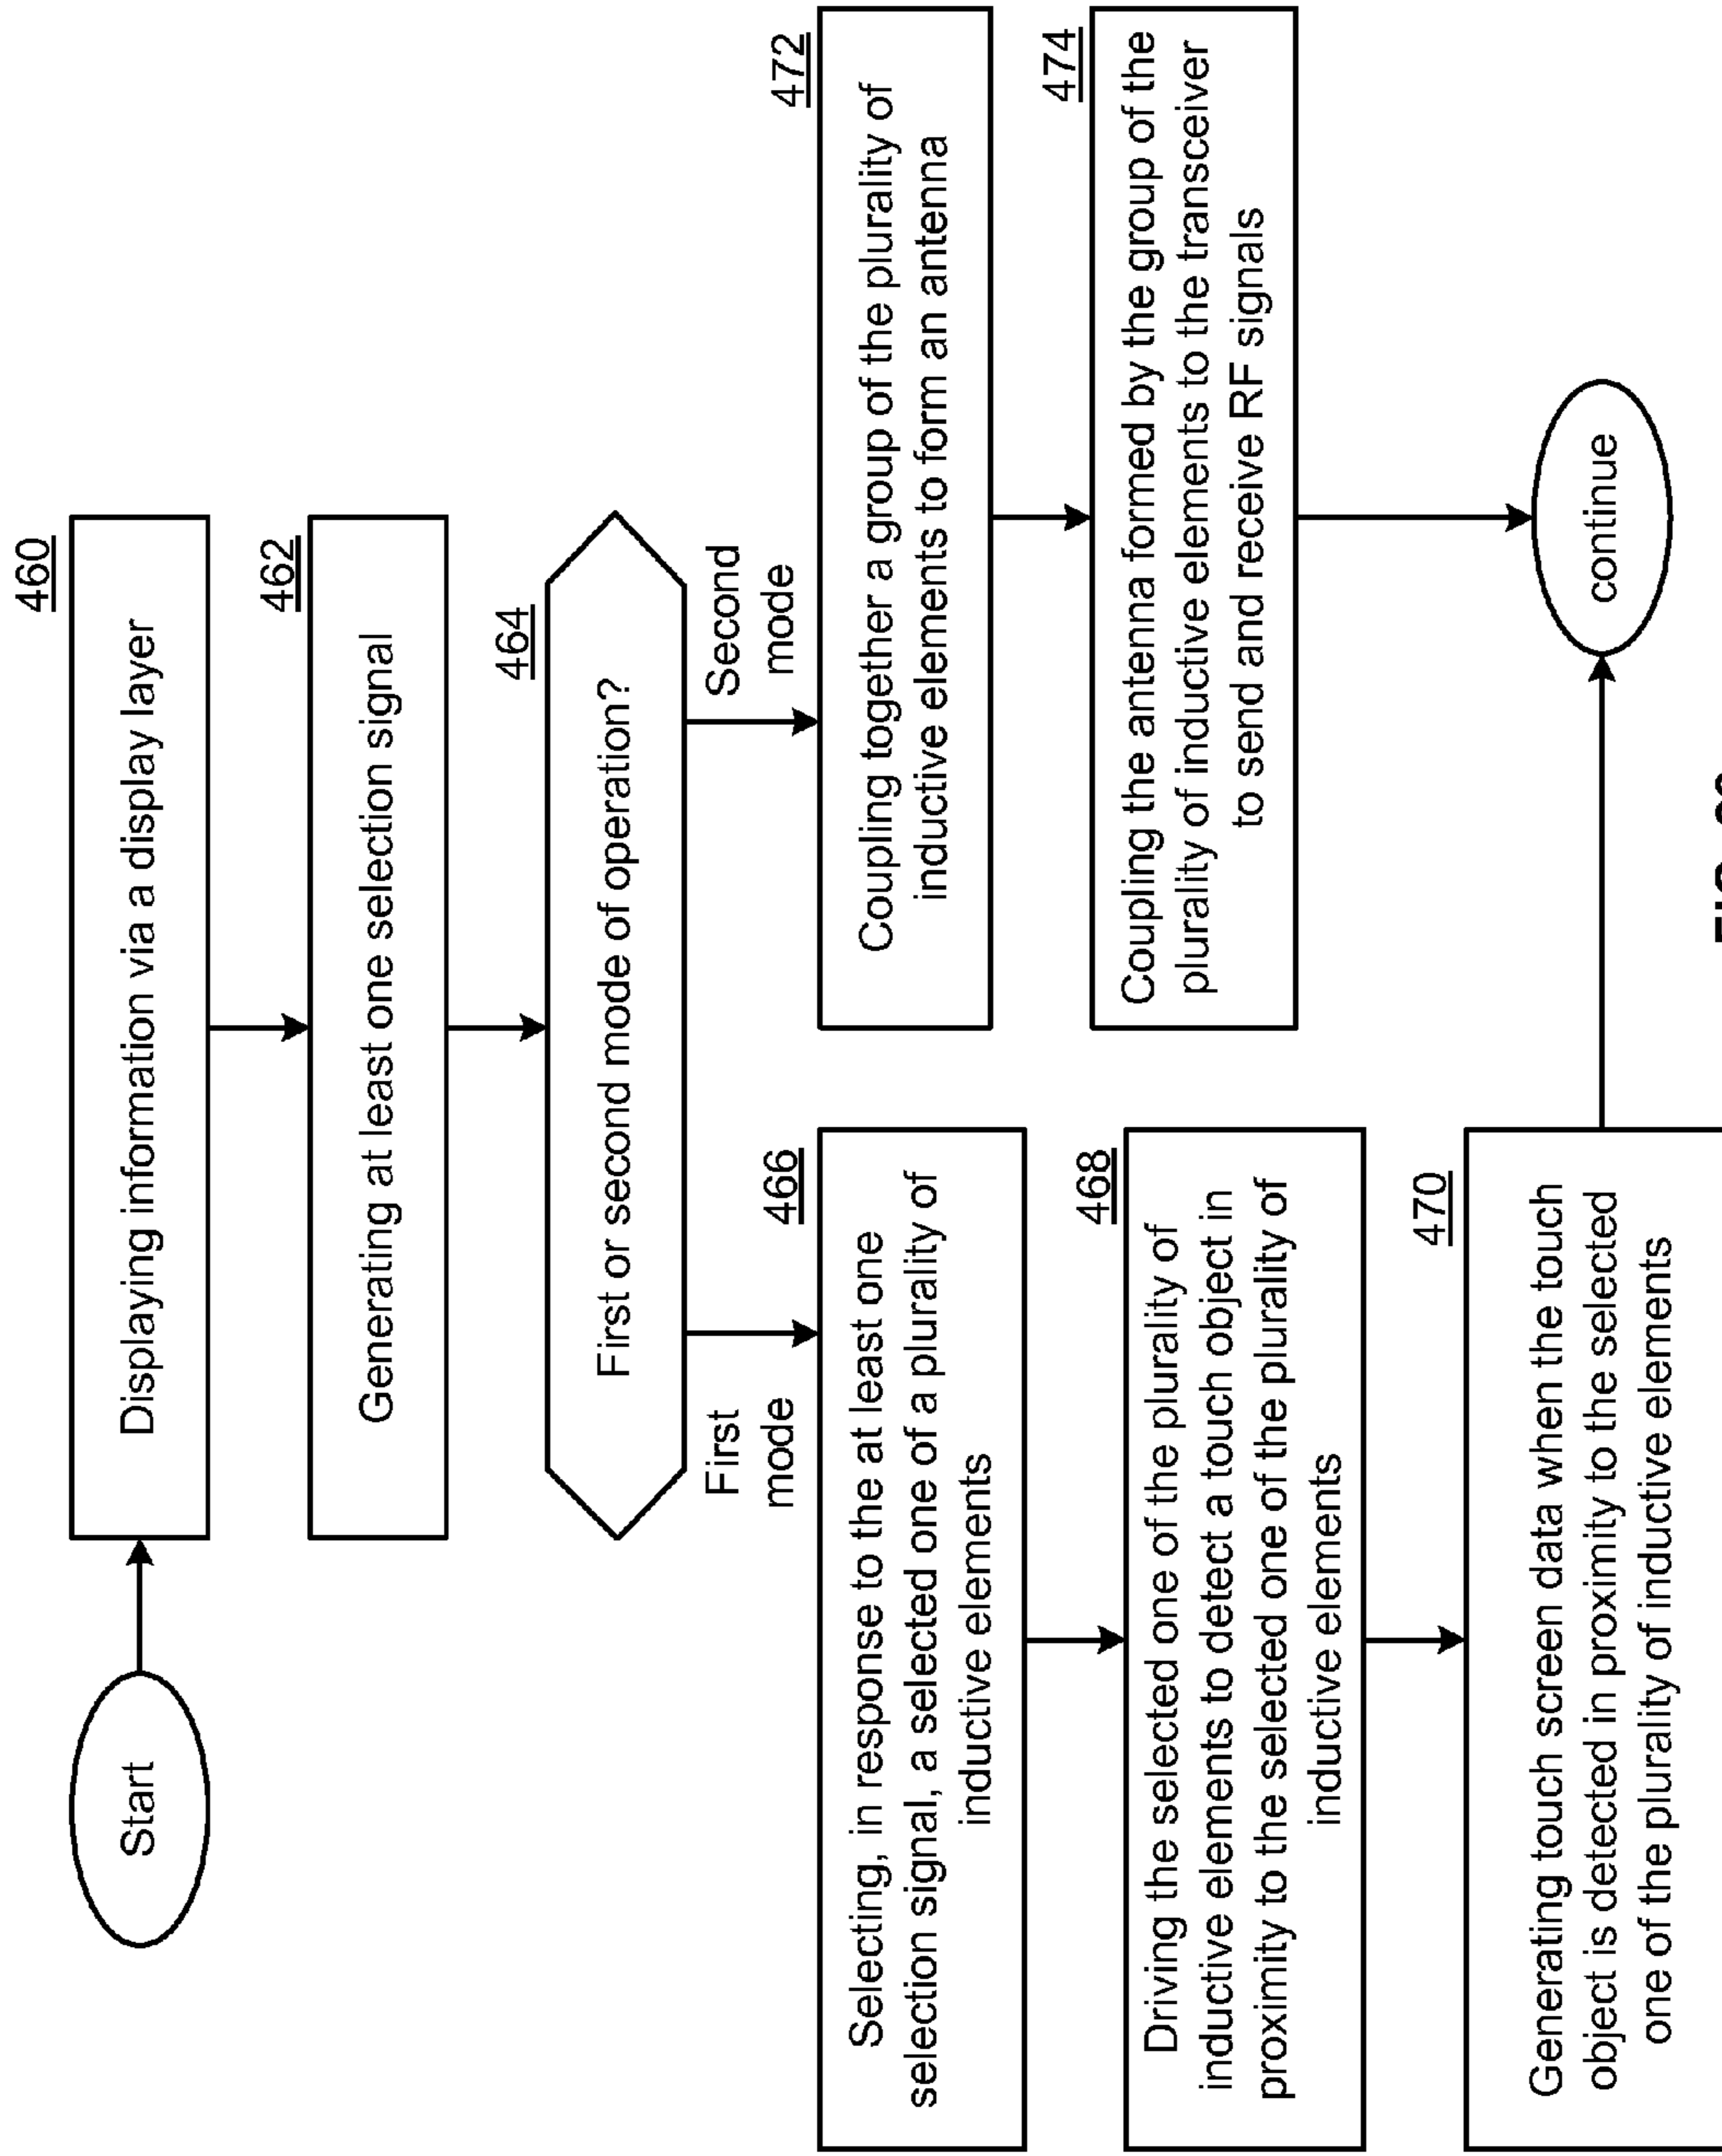 Start
460
Displaying information via a display layer
462
Generating at least one selection signal
464
First or second mode of operation?
First
mode
Second
mode
466
Selecting, in response to the at least one
selection signal, a selected one of a plurality of
inductive elements
468
Driving the selected one of the plurality of
inductive elements to detect a touch object in
proximity to the selected one of the plurality of
inductive elements
470
Generating touch screen data when the touch
object is detected in proximity to the selected
one of the plurality of inductive elements
472
Coupling together a group of the plurality of
inductive elements to form an antenna
474
Coupling the antenna formed by the group of the
plurality of inductive elements to the transceiver
to send and receive RF signals
continue